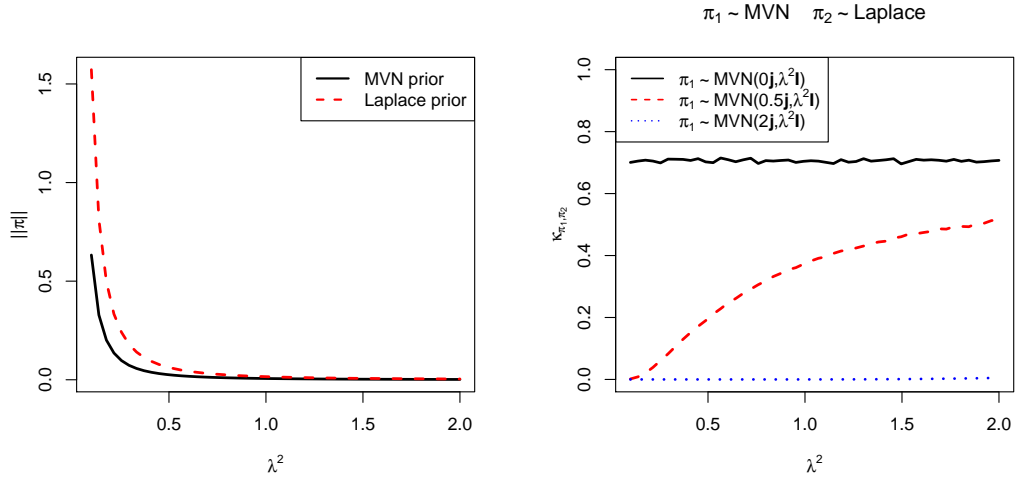 MVN prior
Laplace prior
||π||
0.0 0.5 1.0 1.5
0.5 1.0 1.5 2.0
λ²
π₁ ~ MVN π₂ ~ Laplace
π₁ ~ MVN(0j,λ²I)
π₁ ~ MVN(0.5j,λ²I)
π₁ ~ MVN(2j,λ²I)
κπ₁,π₂
0.0 0.2 0.4 0.6 0.8 1.0
0.5 1.0 1.5 2.0
λ²